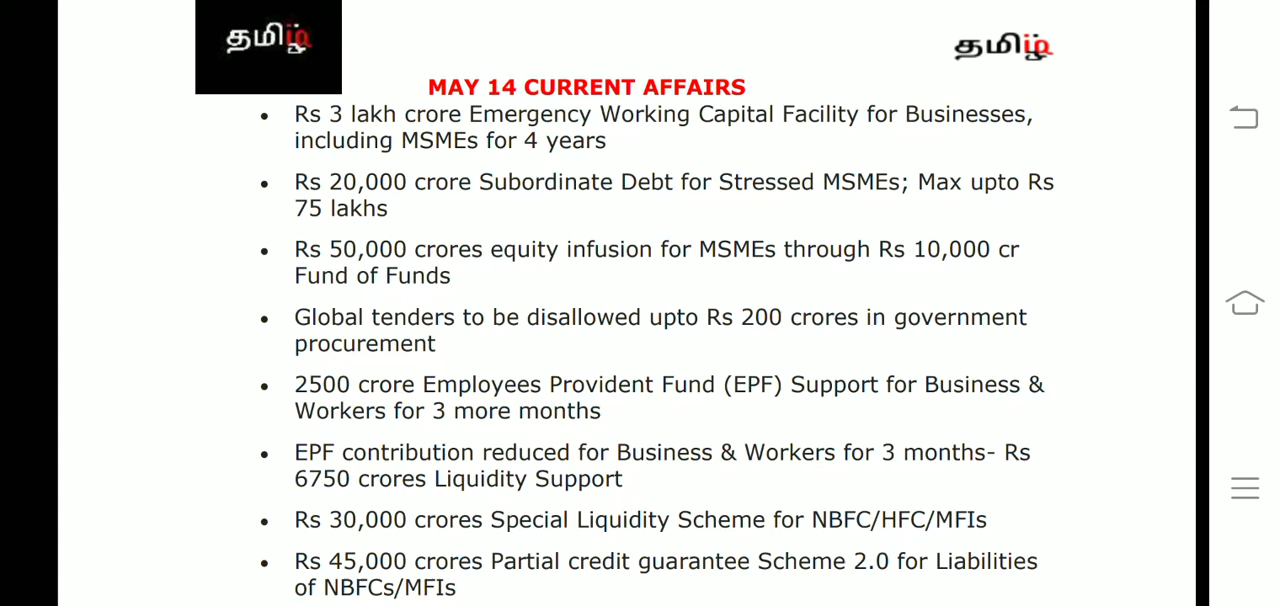 தமிழ்
தமிழ்
MAY 14 CURRENT AFFAIRS
• Rs 3 lakh crore Emergency Working Capital Facility for Businesses,
including MSMEs for 4 years
• Rs 20,000 crore Subordinate Debt for Stressed MSMEs; Max upto Rs
75 lakhs
• Rs 50,000 crores equity infusion for MSMEs through Rs 10,000 cr
Fund of Funds
• Global tenders to be disallowed upto Rs 200 crores in government
procurement
• 2500 crore Employees Provident Fund (EPF) Support for Business &
Workers for 3 more months
• EPF contribution reduced for Business & Workers for 3 months- Rs
6750 crores Liquidity Support
• Rs 30,000 crores Special Liquidity Scheme for NBFC/HFC/MFIs
• Rs 45,000 crores Partial credit guarantee Scheme 2.0 for Liabilities
of NBFCs/MFIs